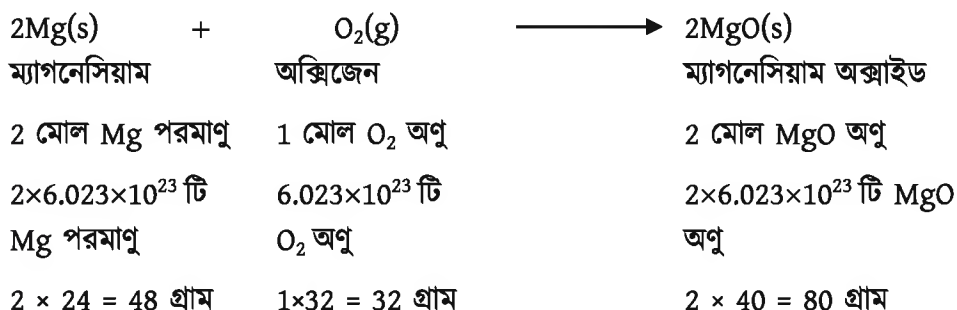 2Mg(s) + O₂(g) ⟶ 2MgO(s)
ম্যাগনেসিয়াম অক্সিজেন ম্যাগনেসিয়াম অক্সাইড
2 মোল Mg পরমাণু 1 মোল O₂ অণু 2 মোল MgO অণু
2×6.023×10²³ টি 6.023×10²³ টি 2×6.023×10²³ টি MgO
Mg পরমাণু O₂ অণু অণু
2 × 24 = 48 গ্রাম 1×32 = 32 গ্রাম 2 × 40 = 80 গ্রাম